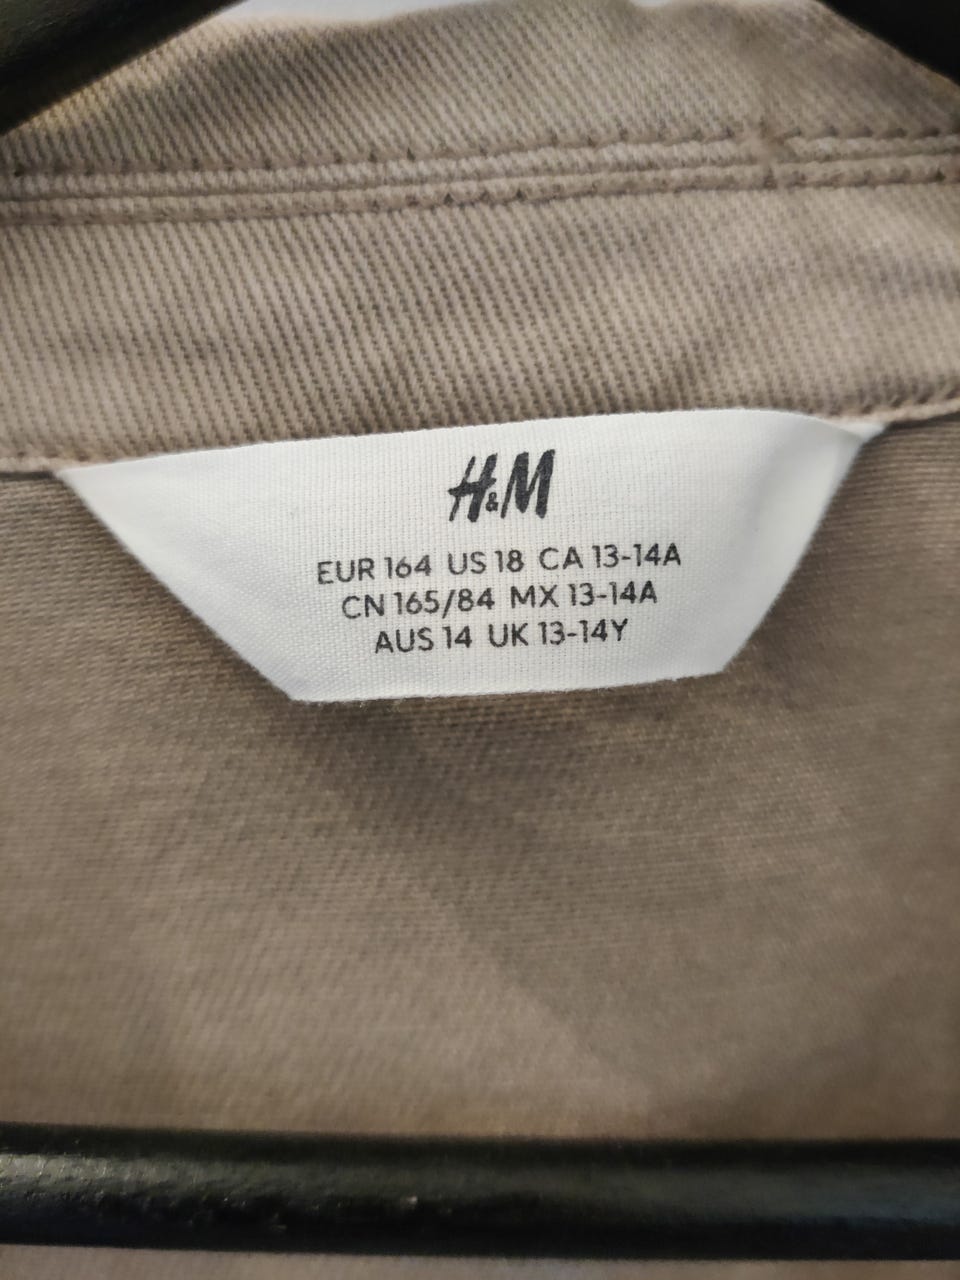 H&M
EUR 164 US 18 CA 13-14A
CN 165/84 MX 13-14A
AUS 14 UK 13-14Y